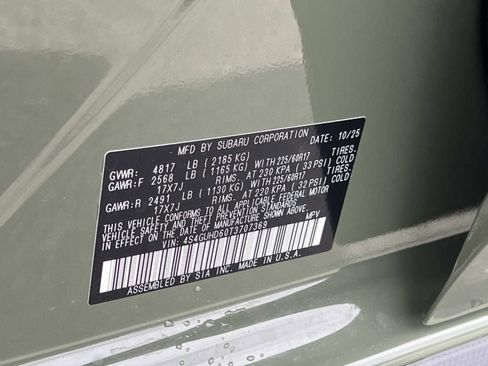 MFD BY SUBARU CORPORATION DATE: 10/25
GVWR: 4817 LB (2185 KG)
GAWR:F 2568 LB (1165 KG) WITH 225/60R17 TIRES.
17X7J RIMS. AT 230 KPA (33 PSI) COLD
GAWR:R 2491 LB (1130 KG) WITH 225/60R17 TIRES.
17X7J RIMS. AT 220 KPA (32 PSI) COLD
THIS VEHICLE CONFORMS TO ALL APPLICABLE FEDERAL MOTOR
VEHICLE SAFETY AND THEFT PREVENTION STANDARDS
IN EFFECT ON THE DATE OF MANUFACTURE SHOWN ABOVE.
VIN: 4S4GUHD60T3707369 MPV
ASSEMBLED BY SIA INC. MADE IN U.S.A.